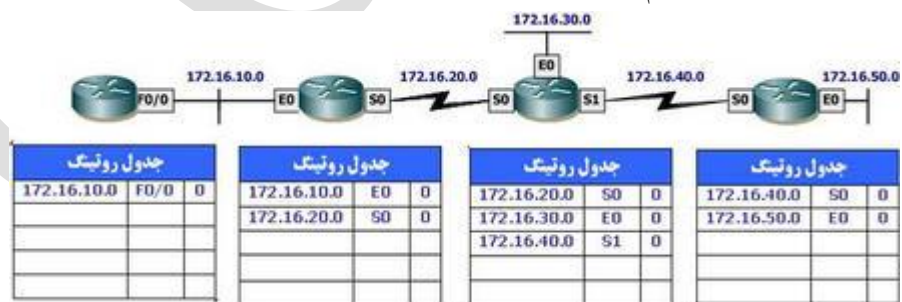 172.16.30.0
E0
172.16.10.0 172.16.20.0 172.16.40.0 172.16.50.0
F0/0 E0 S0 S0 S1 S0 E0
جدول روتینگ
172.16.10.0 F0/0 0
جدول روتینگ
172.16.10.0 E0 0
172.16.20.0 S0 0
جدول روتینگ
172.16.20.0 S0 0
172.16.30.0 E0 0
172.16.40.0 S1 0
جدول روتینگ
172.16.40.0 S0 0
172.16.50.0 E0 0